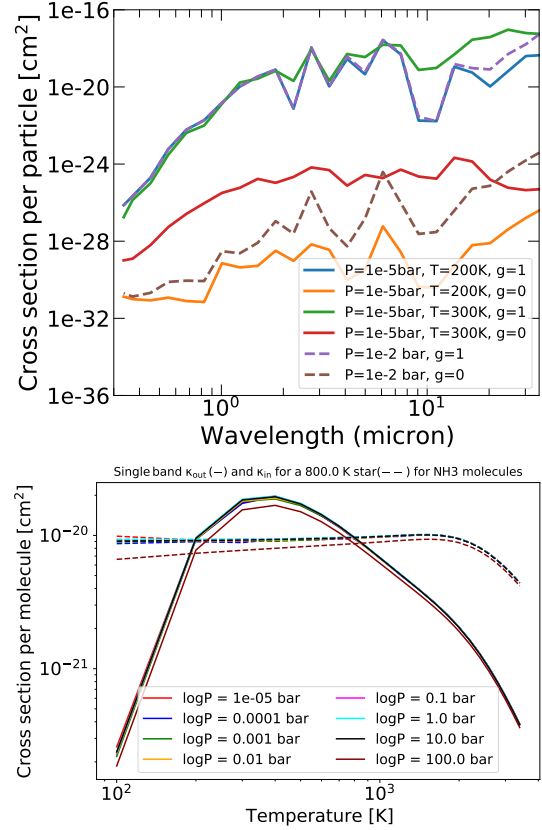 1e-16
1e-20
1e-24
1e-28
1e-32
1e-36
Cross section per particle [cm²]
P=1e-5bar, T=200K, g=1
P=1e-5bar, T=200K, g=0
P=1e-5bar, T=300K, g=1
P=1e-5bar, T=300K, g=0
P=1e-2 bar, g=1
P=1e-2 bar, g=0
10⁰
10¹
Wavelength (micron)
Single band κout(−) and κin for a 800.0 K star(−−) for NH3 molecules
10⁻²⁰
10⁻²¹
Cross section per molecule [cm²]
logP = 1e-05 bar
logP = 0.0001 bar
logP = 0.001 bar
logP = 0.01 bar
logP = 0.1 bar
logP = 1.0 bar
logP = 10.0 bar
logP = 100.0 bar
10²
10³
Temperature [K]